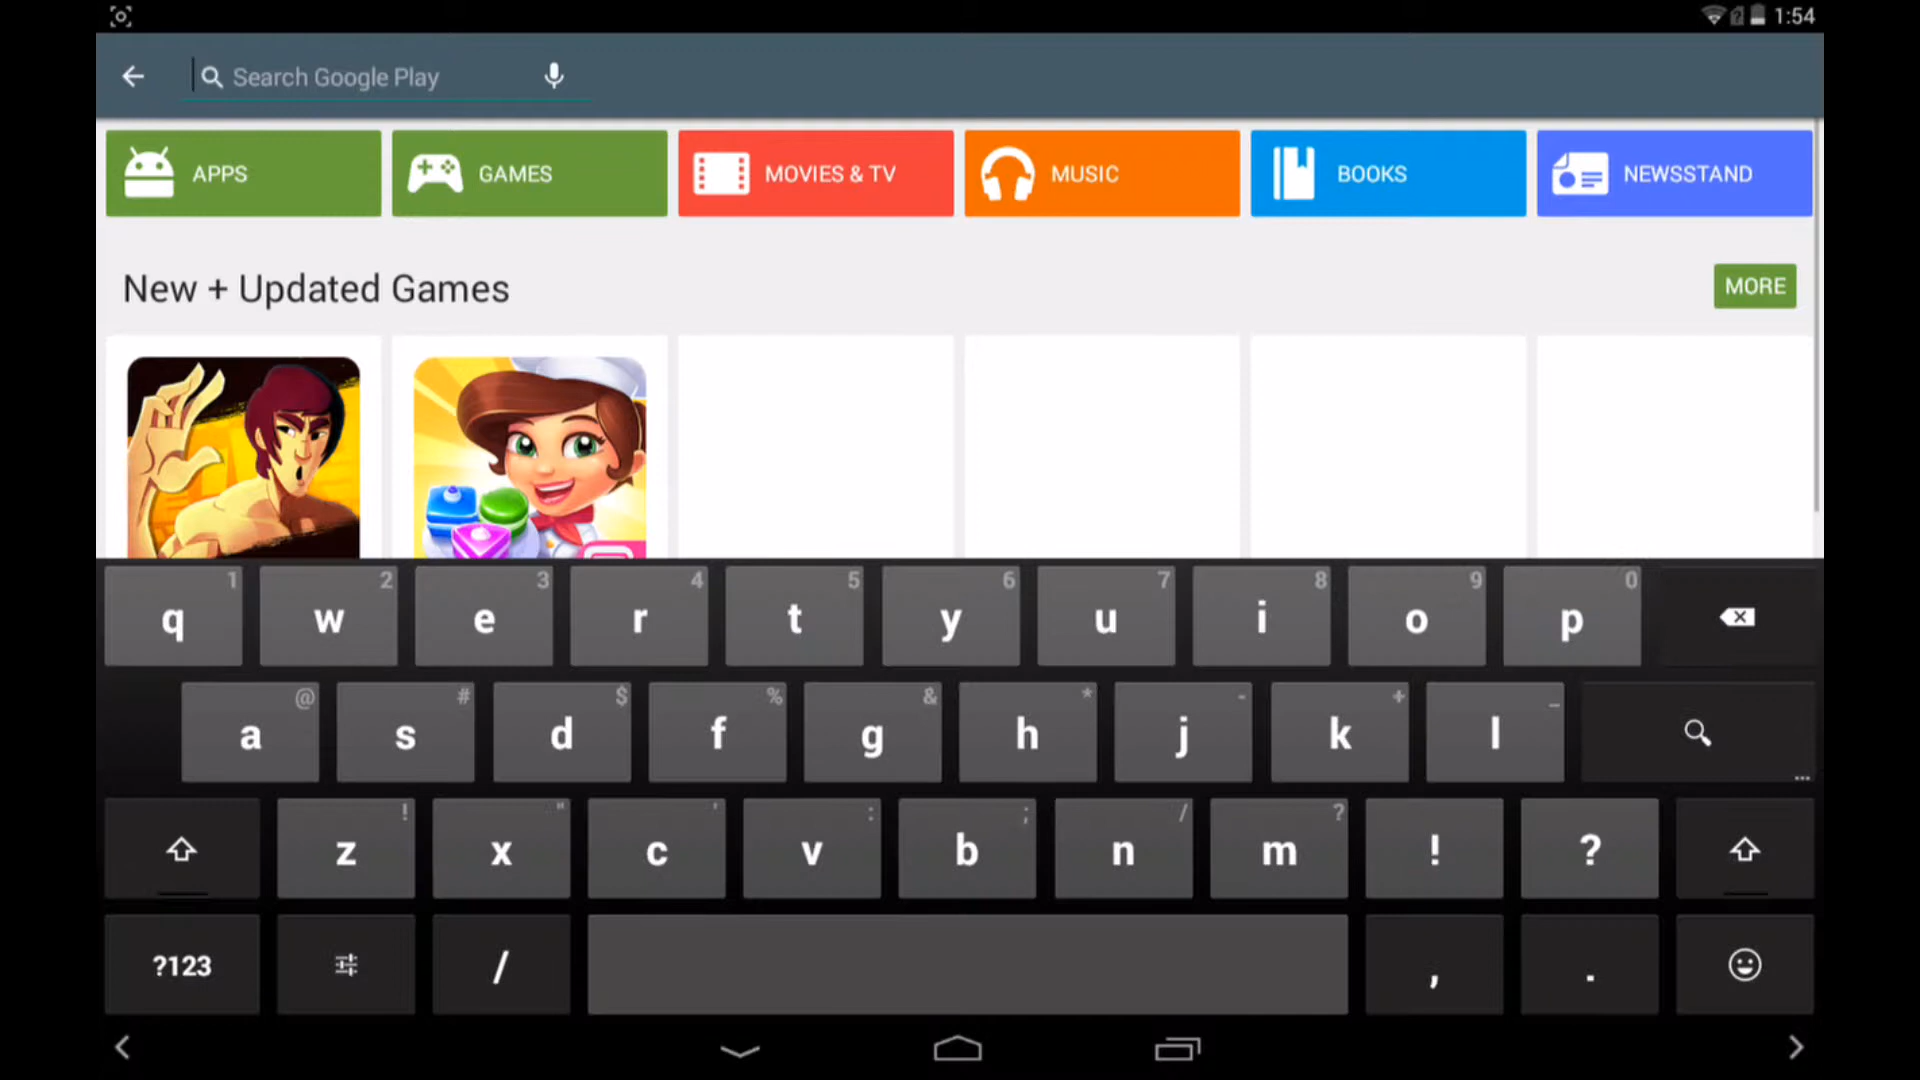 1:54
Search Google Play
APPS GAMES MOVIES & TV MUSIC BOOKS NEWSSTAND
New + Updated Games MORE
1 2 3 4 5 6 7 8 9 0
q w e r t y u i o p
@ # $ % & * - + _
a s d f g h j k l
...
! " ' : ; / ?
z x c v b n m ! ?
?123 / , .